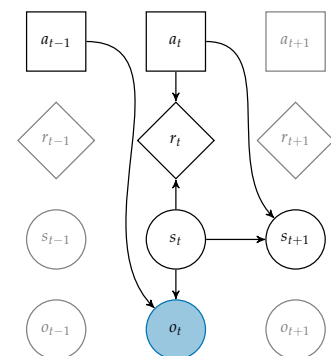 a_{t−1} a_t a_{t+1}
r_{t−1} r_t r_{t+1}
s_{t−1} s_t s_{t+1}
o_{t−1} o_t o_{t+1}